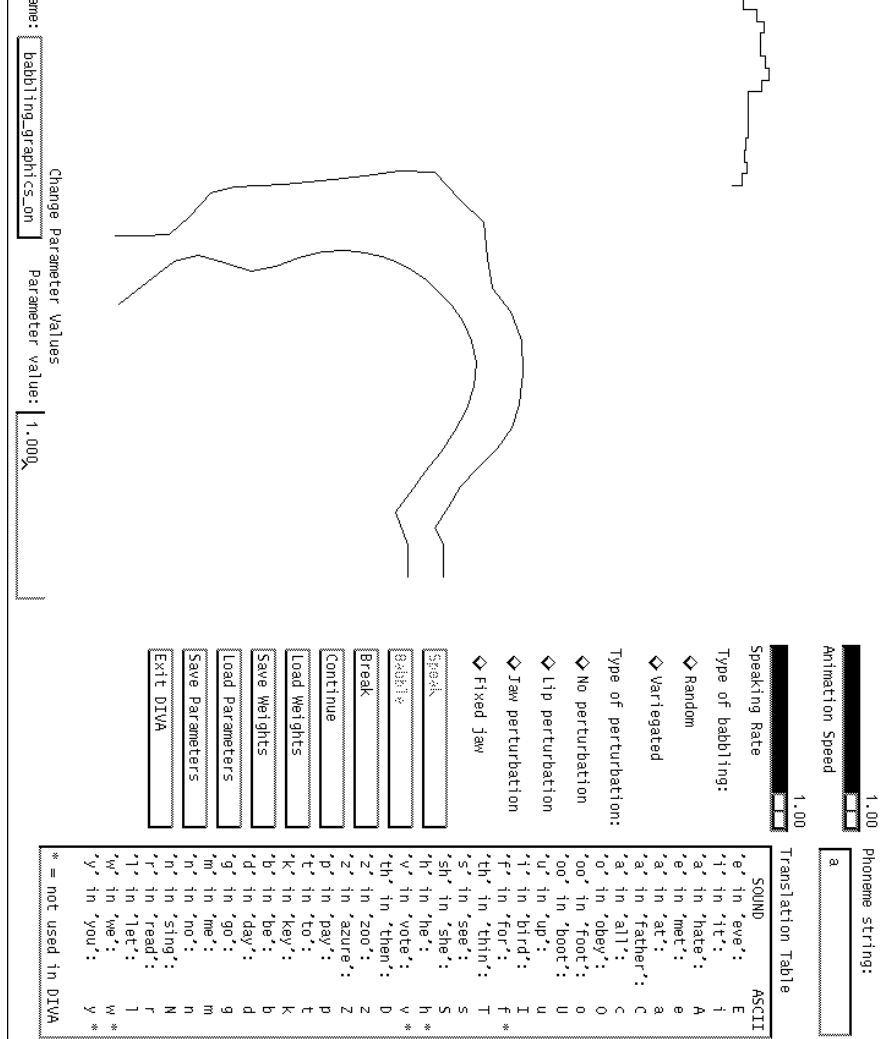 1.00
Animation Speed
1.00
Speaking Rate
Type of babbling:
Random
Variegated
Type of perturbation:
No perturbation
Lip perturbation
Jaw perturbation
Fixed jaw
Speak
Babble
Break
Continue
Load Weights
Save Weights
Load Parameters
Save Parameters
Exit DIVA
Phoneme string:
a
Translation Table
SOUND ASCII
'e' in 'eve': E
'i' in 'it': i
'a' in 'hate': A
'e' in 'met': e
'a' in 'at': a
'a' in 'father': C
'a' in 'all': c
'o' in 'obey': O
'oo' in 'foot': o
'oo' in 'boot': U
'u' in 'up': u
'i' in 'bird': I
'f' in 'for': f *
'th' in 'thin': T
's' in 'see': s
'sh' in 'she': S
'h' in 'he': h *
'v' in 'vote': v *
'th' in 'then': D
'z' in 'zoo': z
'z' in 'azure': Z
'p' in 'pay': p
't' in 'to': t
'k' in 'key': k
'b' in 'be': b
'd' in 'day': d
'g' in 'go': g
'm' in 'me': m
'n' in 'no': n
'n' in 'sing': N
'r' in 'read': r
'l' in 'let': l
'w' in 'we': w *
'y' in 'you': y *
* = not used in DIVA
Change Parameter Values
ame: babbling_graphics_on Parameter value: 1.000